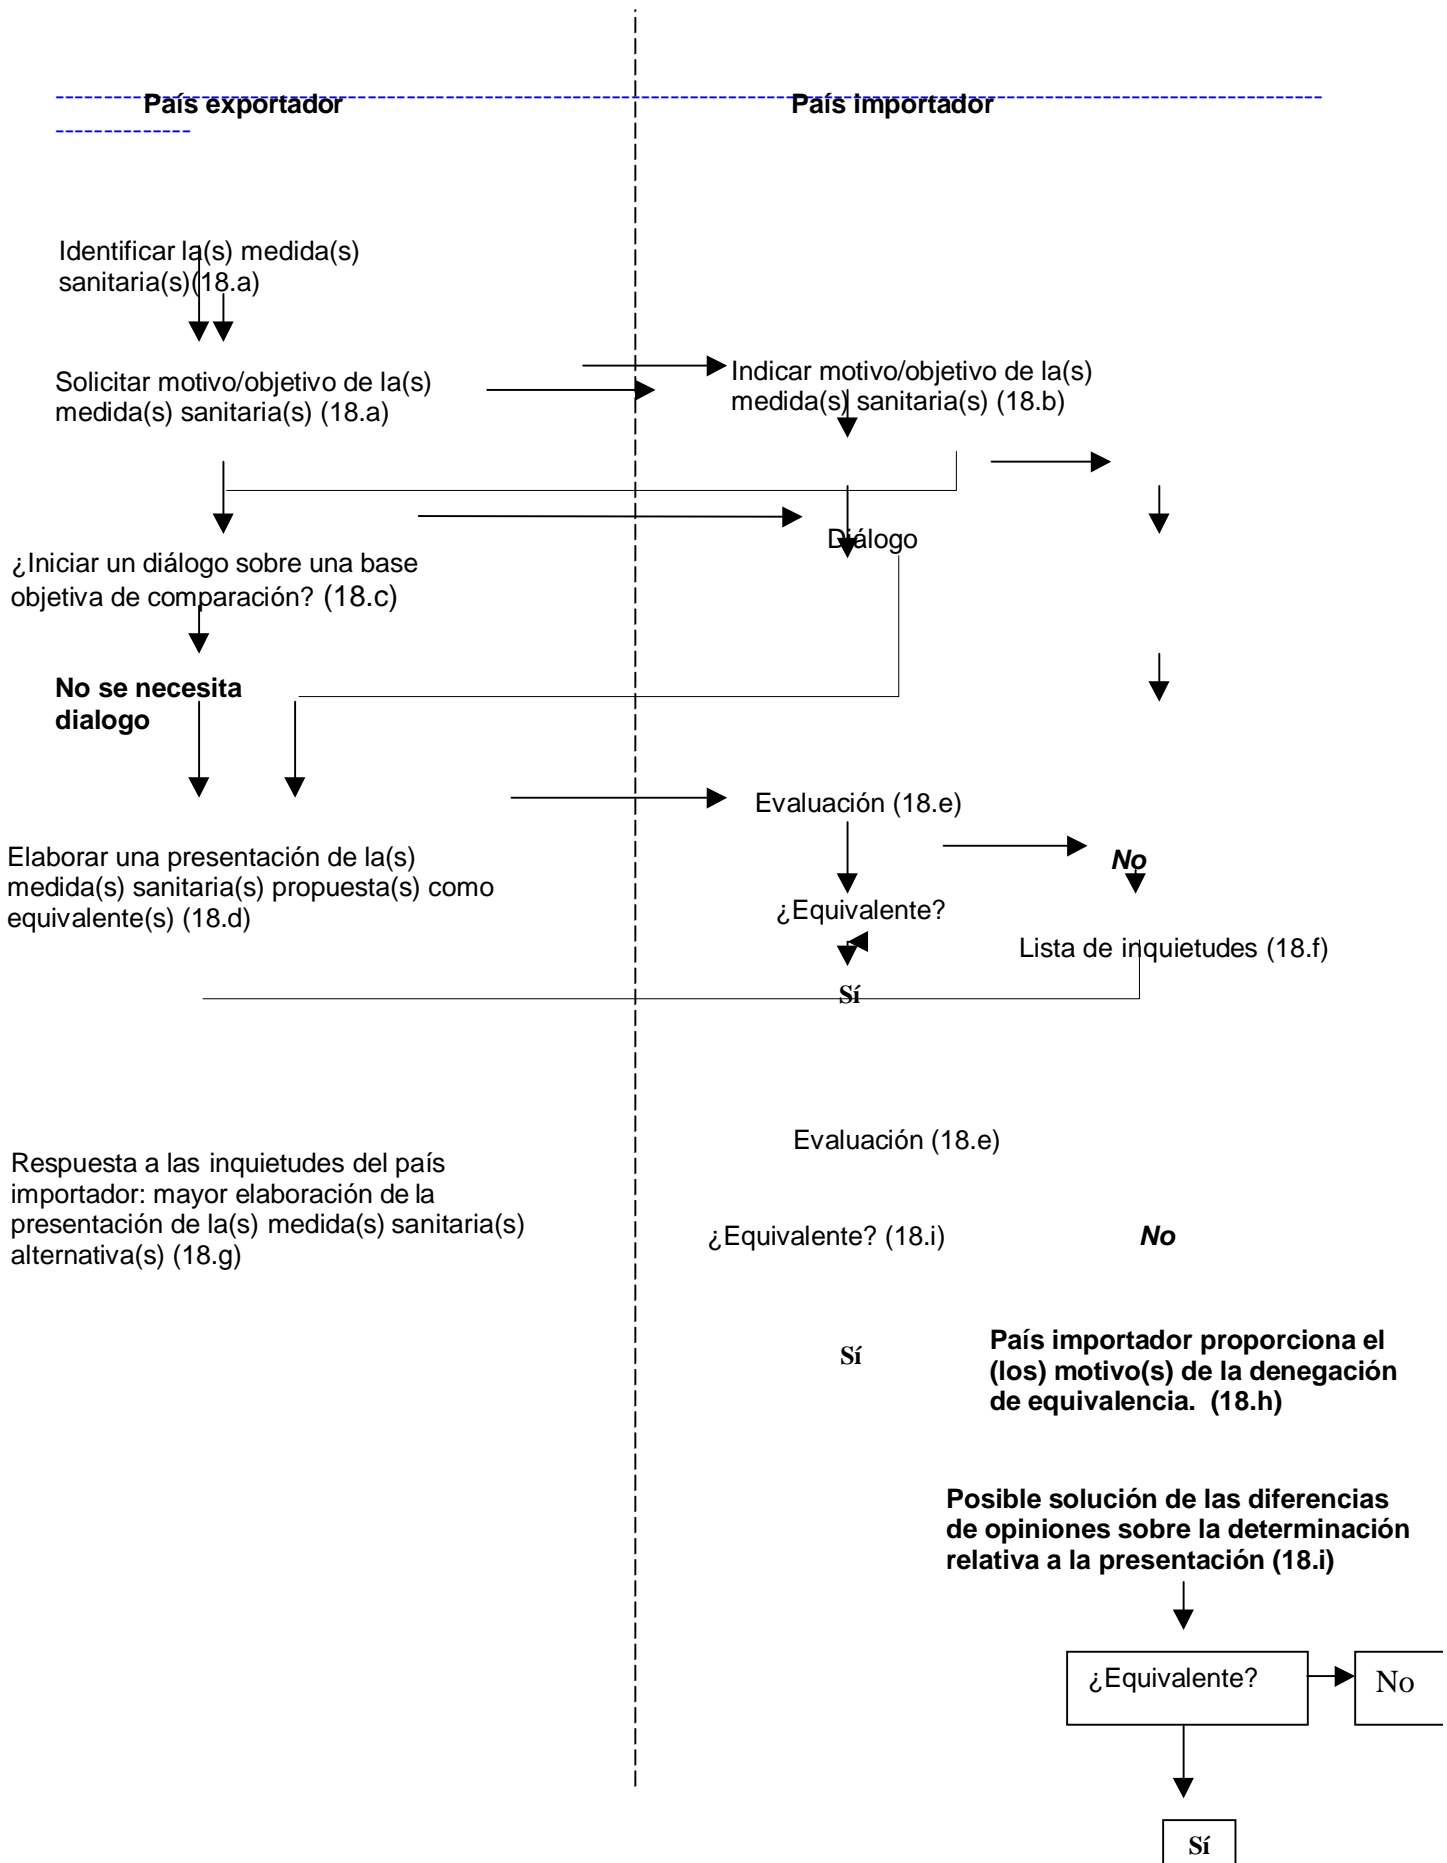 País exportador
País importador
Identificar la(s) medida(s)
sanitaria(s)(18.a)
Solicitar motivo/objetivo de la(s)
medida(s) sanitaria(s) (18.a)
Indicar motivo/objetivo de la(s)
medida(s) sanitaria(s) (18.b)
¿Iniciar un diálogo sobre una base
objetiva de comparación? (18.c)
Diálogo
No se necesita
dialogo
Elaborar una presentación de la(s)
medida(s) sanitaria(s) propuesta(s) como
equivalente(s) (18.d)
Evaluación (18.e)
¿Equivalente?
No
Lista de inquietudes (18.f)
Sí
Respuesta a las inquietudes del país
importador: mayor elaboración de la
presentación de la(s) medida(s) sanitaria(s)
alternativa(s) (18.g)
Evaluación (18.e)
¿Equivalente? (18.i)
No
Sí
País importador proporciona el
(los) motivo(s) de la denegación
de equivalencia. (18.h)
Posible solución de las diferencias
de opiniones sobre la determinación
relativa a la presentación (18.i)
¿Equivalente?
No
Sí